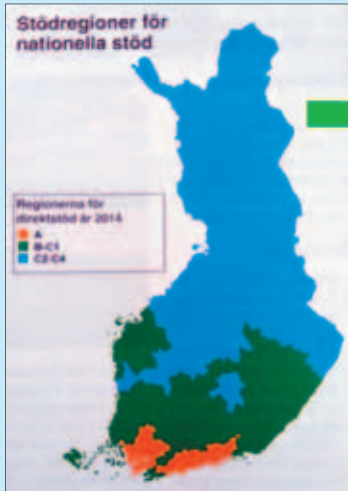 Stödregioner för
nationella stöd
Regionerna för
direktstöd år 2014
A
B-C1
C2-C4